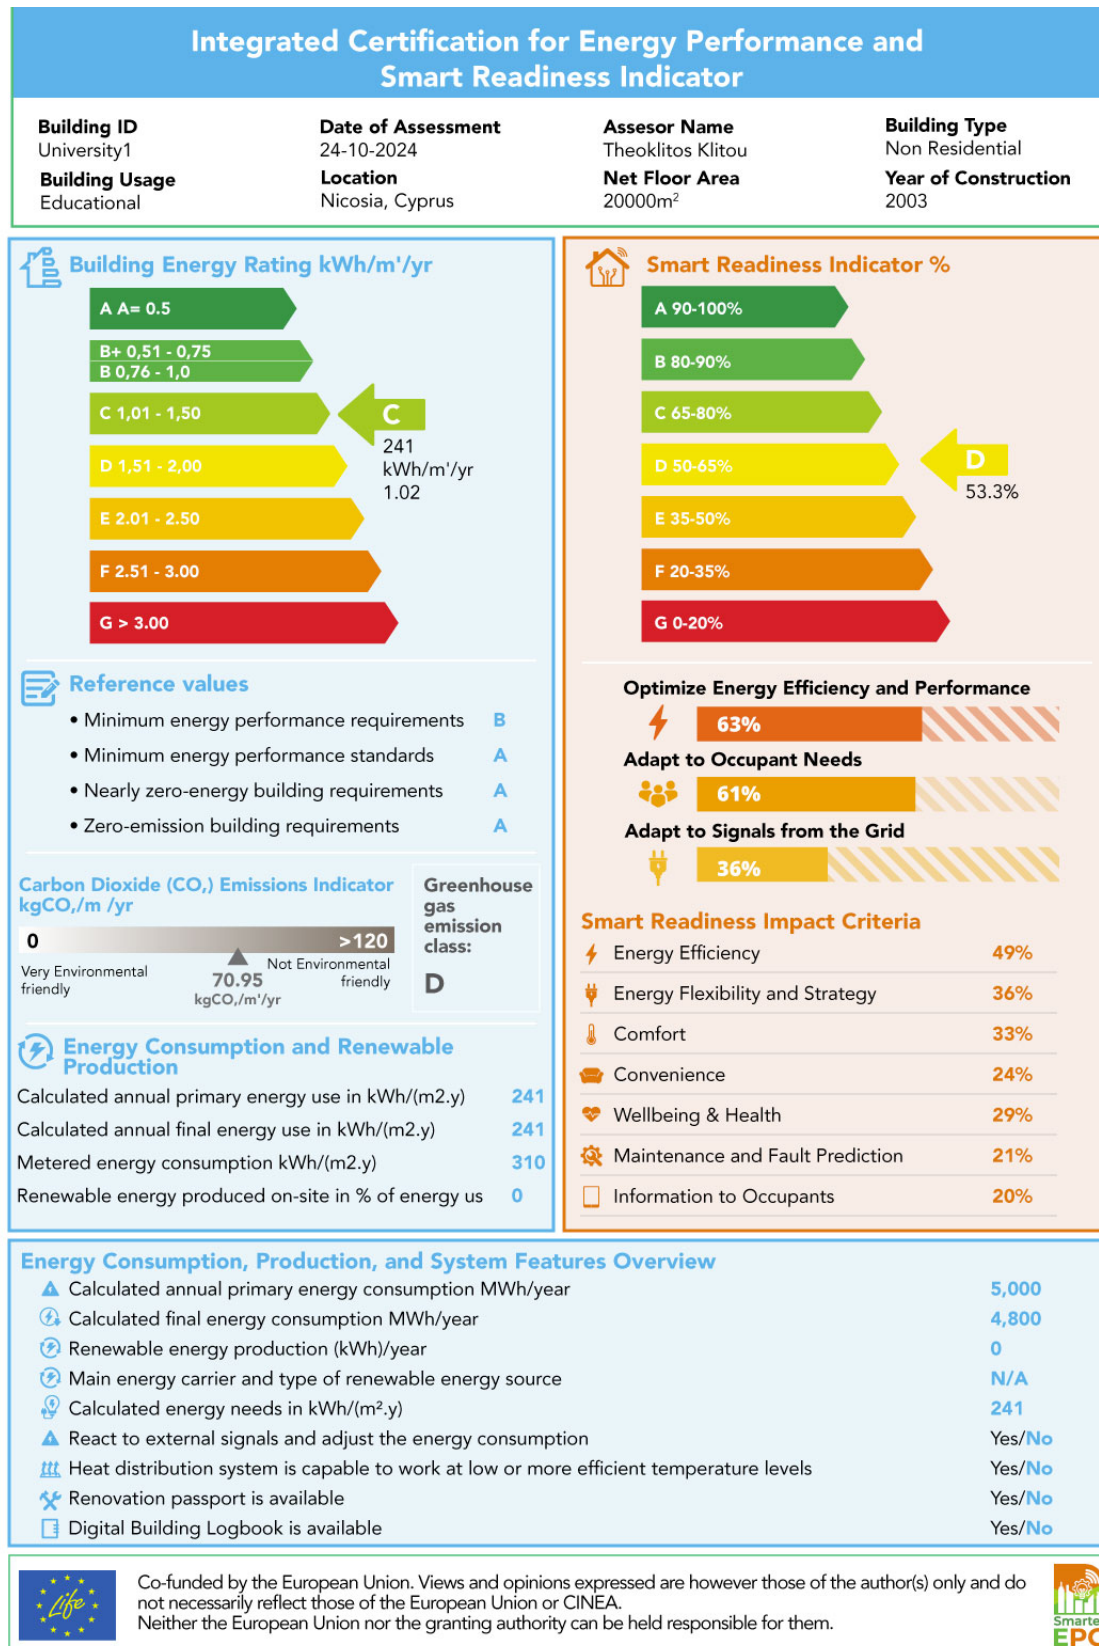 Integrated Certification for Energy Performance and
Smart Readiness Indicator
Building ID
University1
Date of Assessment
24-10-2024
Assesor Name
Theoklitos Klitou
Building Type
Non Residential
Building Usage
Educational
Location
Nicosia, Cyprus
Net Floor Area
20000m²
Year of Construction
2003
Building Energy Rating kWh/m'/yr
A A= 0.5
B+ 0,51 - 0,75
B 0,76 - 1,0
C 1,01 - 1,50
D 1,51 - 2,00
E 2.01 - 2.50
F 2.51 - 3.00
G > 3.00
C
241
kWh/m'/yr
1.02
Reference values
• Minimum energy performance requirements B
• Minimum energy performance standards A
• Nearly zero-energy building requirements A
• Zero-emission building requirements A
Carbon Dioxide (CO,) Emissions Indicator
kgCO,/m /yr
0 >120
Very Environmental
friendly
Not Environmental
friendly
70.95
kgCO,/m'/yr
Greenhouse
gas
emission
class:
D
Energy Consumption and Renewable
Production
Calculated annual primary energy use in kWh/(m2.y) 241
Calculated annual final energy use in kWh/(m2.y) 241
Metered energy consumption kWh/(m2.y) 310
Renewable energy produced on-site in % of energy us 0
Smart Readiness Indicator %
A 90-100%
B 80-90%
C 65-80%
D 50-65%
E 35-50%
F 20-35%
G 0-20%
D
53.3%
Optimize Energy Efficiency and Performance
63%
Adapt to Occupant Needs
61%
Adapt to Signals from the Grid
36%
Smart Readiness Impact Criteria
Energy Efficiency 49%
Energy Flexibility and Strategy 36%
Comfort 33%
Convenience 24%
Wellbeing & Health 29%
Maintenance and Fault Prediction 21%
Information to Occupants 20%
Energy Consumption, Production, and System Features Overview
Calculated annual primary energy consumption MWh/year 5,000
Calculated final energy consumption MWh/year 4,800
Renewable energy production (kWh)/year 0
Main energy carrier and type of renewable energy source N/A
Calculated energy needs in kWh/(m².y) 241
React to external signals and adjust the energy consumption Yes/No
Heat distribution system is capable to work at low or more efficient temperature levels Yes/No
Renovation passport is available Yes/No
Digital Building Logbook is available Yes/No
Life
Co-funded by the European Union. Views and opinions expressed are however those of the author(s) only and do
not necessarily reflect those of the European Union or CINEA.
Neither the European Union nor the granting authority can be held responsible for them.
Smarte
EPC